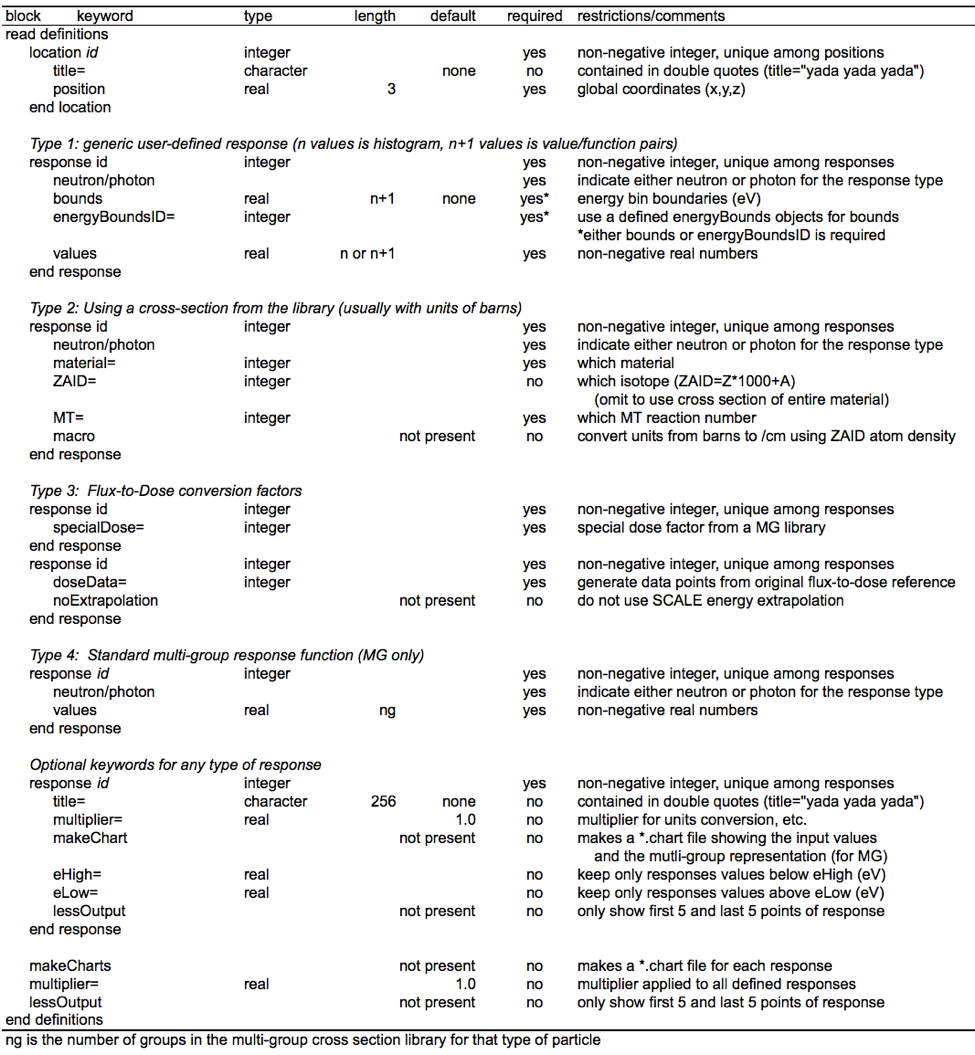 block keyword type length default required restrictions/comments
read definitions
location id integer yes non-negative integer, unique among positions
title= character none no contained in double quotes (title="yada yada yada")
position real 3 yes global coordinates (x,y,z)
end location
Type 1: generic user-defined response (n values is histogram, n+1 values is value/function pairs)
response id integer yes non-negative integer, unique among responses
neutron/photon yes indicate either neutron or photon for the response type
bounds real n+1 none yes* energy bin boundaries (eV)
energyBoundsID= integer yes* use a defined energyBounds objects for bounds
*either bounds or energyBoundsID is required
values real n or n+1 yes non-negative real numbers
end response
Type 2: Using a cross-section from the library (usually with units of barns)
response id integer yes non-negative integer, unique among responses
neutron/photon yes indicate either neutron or photon for the response type
material= integer yes which material
ZAID= integer no which isotope (ZAID=Z*1000+A)
(omit to use cross section of entire material)
MT= integer yes which MT reaction number
macro not present no convert units from barns to /cm using ZAID atom density
end response
Type 3: Flux-to-Dose conversion factors
response id integer yes non-negative integer, unique among responses
specialDose= integer yes special dose factor from a MG library
end response
response id integer yes non-negative integer, unique among responses
doseData= integer yes generate data points from original flux-to-dose reference
noExtrapolation not present no do not use SCALE energy extrapolation
end response
Type 4: Standard multi-group response function (MG only)
response id integer yes non-negative integer, unique among responses
neutron/photon yes indicate either neutron or photon for the response type
values real ng yes non-negative real numbers
end response
Optional keywords for any type of response
response id integer yes non-negative integer, unique among responses
title= character 256 none no contained in double quotes (title="yada yada yada")
multiplier= real 1.0 no multiplier for units conversion, etc.
makeChart not present no makes a *.chart file showing the input values
and the mutli-group representation (for MG)
eHigh= real no keep only responses values below eHigh (eV)
eLow= real no keep only responses values above eLow (eV)
lessOutput not present no only show first 5 and last 5 points of response
end response
makeCharts not present no makes a *.chart file for each response
multiplier= real 1.0 no multiplier applied to all defined responses
lessOutput not present no only show first 5 and last 5 points of response
end definitions
ng is the number of groups in the multi-group cross section library for that type of particle